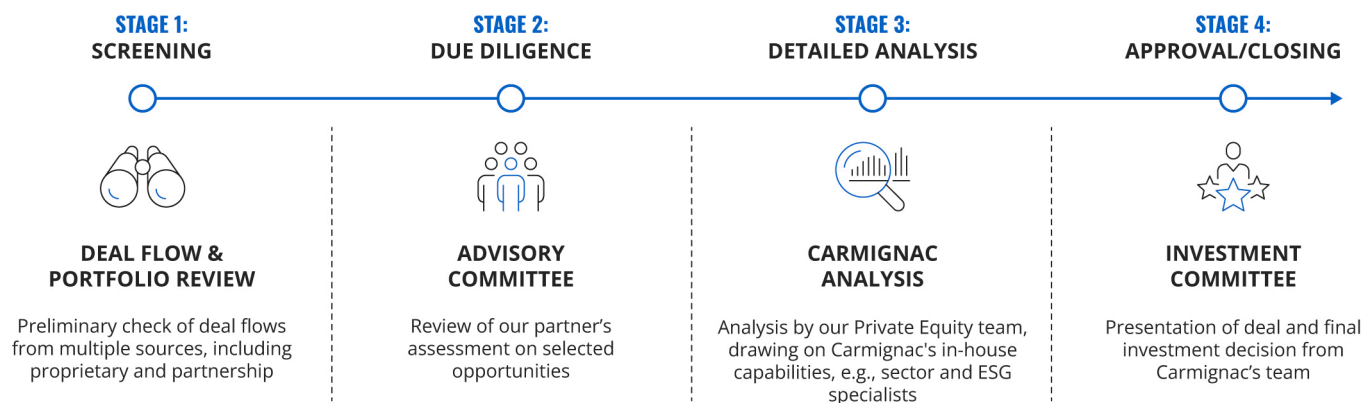 STAGE 1:
SCREENING
STAGE 2:
DUE DILIGENCE
STAGE 3:
DETAILED ANALYSIS
STAGE 4:
APPROVAL/CLOSING
DEAL FLOW &
PORTFOLIO REVIEW
Preliminary check of deal flows
from multiple sources, including
proprietary and partnership
ADVISORY
COMMITTEE
Review of our partner’s
assessment on selected
opportunities
CARMIGNAC
ANALYSIS
Analysis by our Private Equity team,
drawing on Carmignac's in-house
capabilities, e.g., sector and ESG
specialists
INVESTMENT
COMMITTEE
Presentation of deal and final
investment decision from
Carmignac’s team